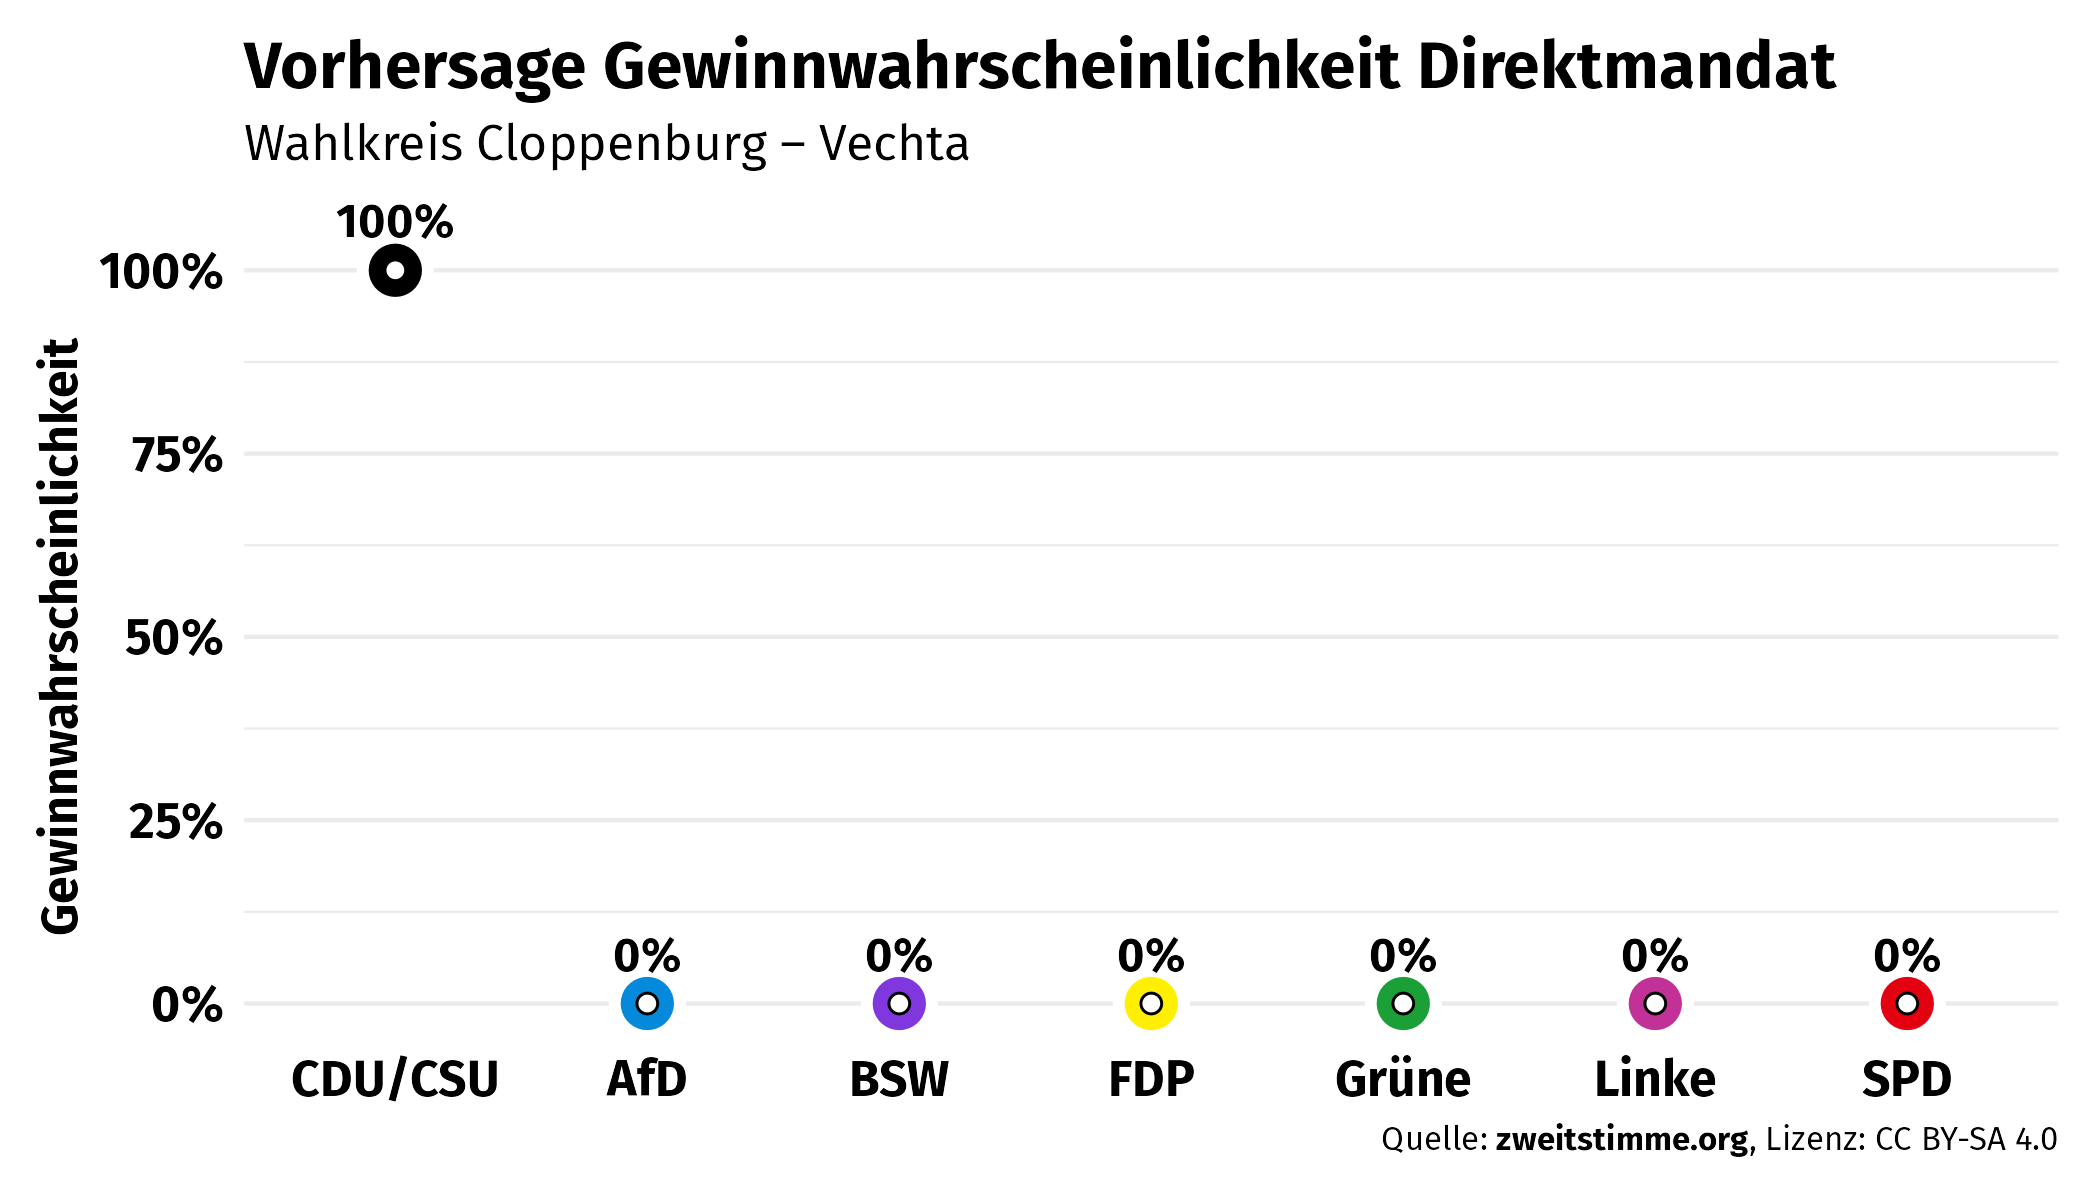 Vorhersage Gewinnwahrscheinlichkeit Direktmandat
Wahlkreis Cloppenburg – Vechta
Gewinnwahrscheinlichkeit
100%
75%
50%
25%
0%
100%
0%
0%
0%
0%
0%
0%
CDU/CSU
AfD
BSW
FDP
Grüne
Linke
SPD
Quelle: zweitstimme.org, Lizenz: CC BY-SA 4.0